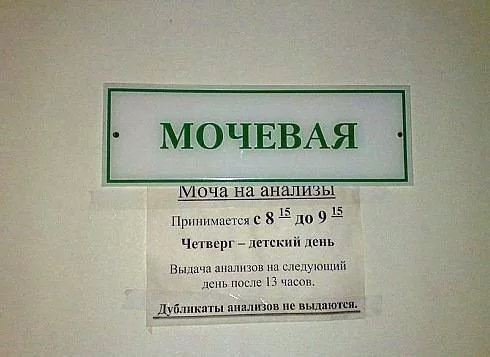 МОЧЕВАЯ
Моча на анализы
Принимается с 8 15 до 9 15
Четверг – детский день
Выдача анализов на следующий
день после 13 часов.
Дубликаты анализов не выдаются.